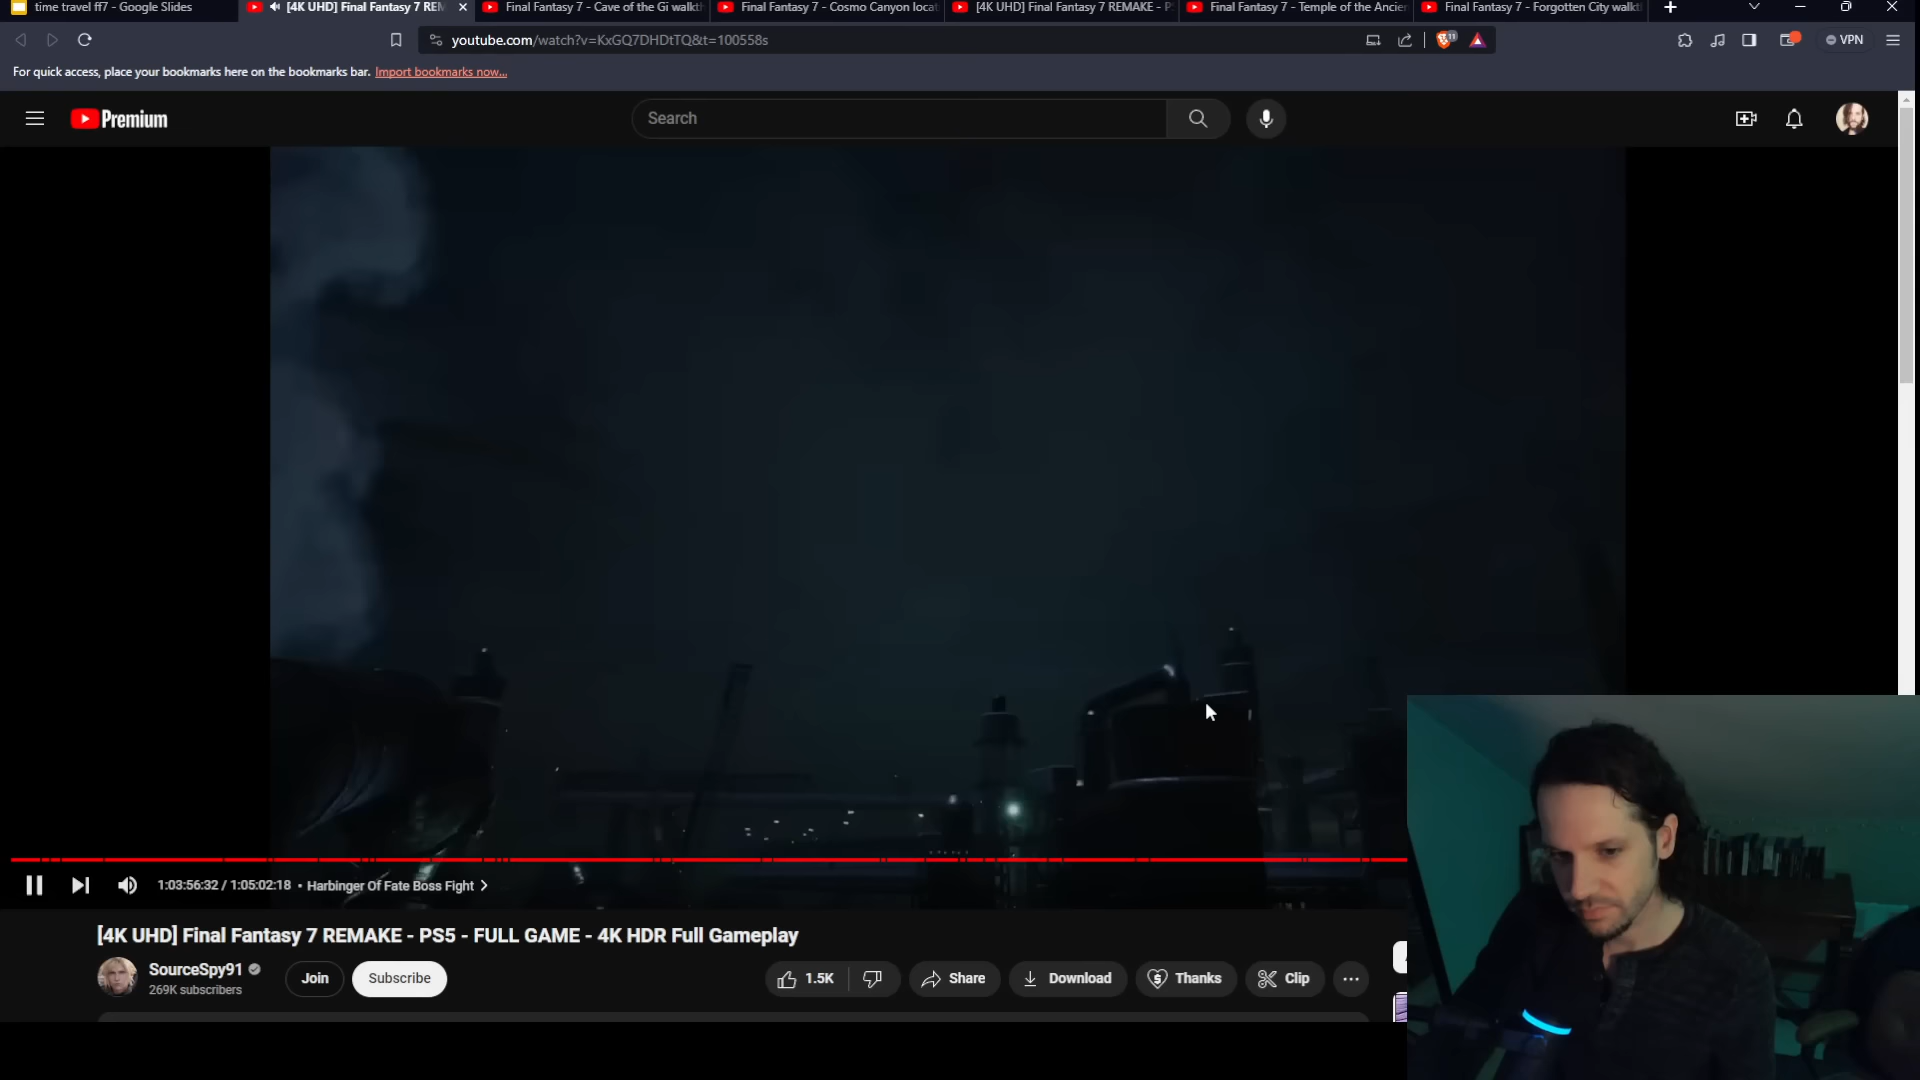 time travel ff7 - Google Slides
[4K UHD] Final Fantasy 7 REM
Final Fantasy 7 - Cave of the Gi walkt
Final Fantasy 7 - Cosmo Canyon locat
[4K UHD] Final Fantasy 7 REMAKE - P
Final Fantasy 7 - Temple of the Ancie
Final Fantasy 7 - Forgotten City walkt
youtube.com/watch?v=KxGQ7DHDtTQ&t=100558s
11
VPN
For quick access, place your bookmarks here on the bookmarks bar. Import bookmarks now...
Premium
Search
1:03:56:32 / 1:05:02:18 • Harbinger Of Fate Boss Fight
[4K UHD] Final Fantasy 7 REMAKE - PS5 - FULL GAME - 4K HDR Full Gameplay
SourceSpy91
269K subscribers
Join
Subscribe
1.5K
Share
Download
Thanks
Clip